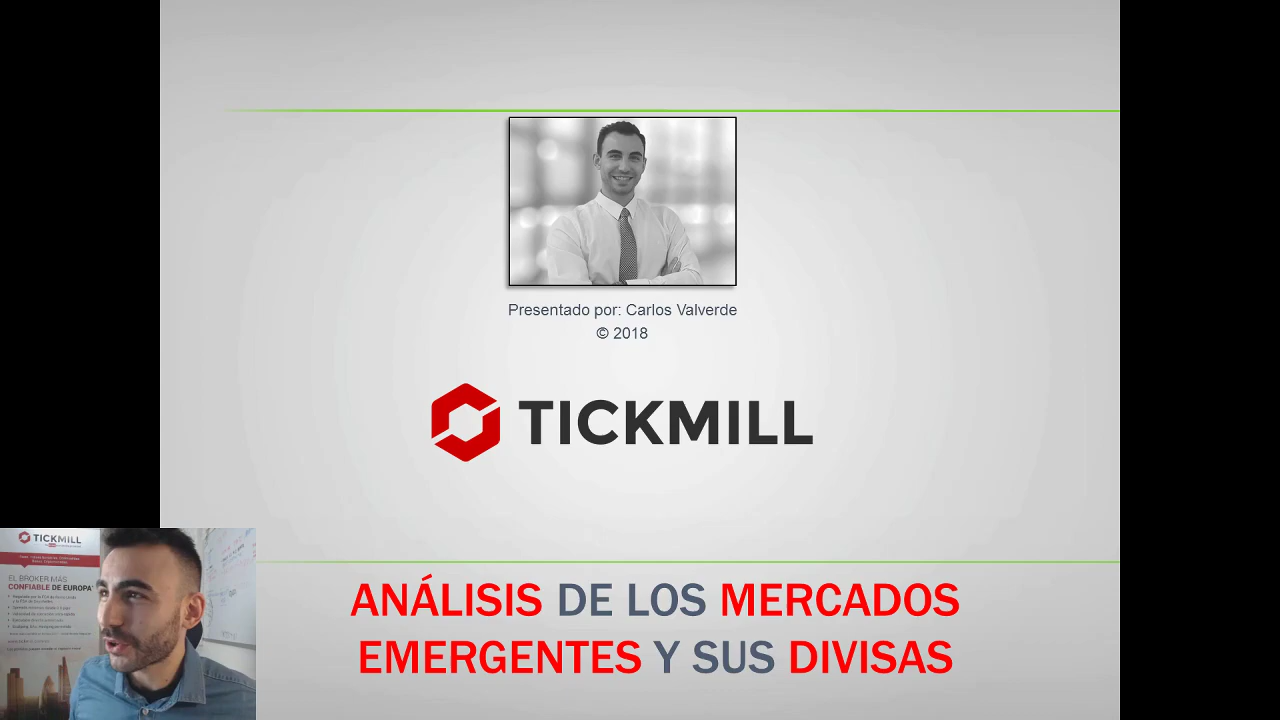 Presentado por: Carlos Valverde
© 2018
TICKMILL
TICKMILL
EL BROKER MÁS
CONFIABLE DE EUROPA
ANÁLISIS DE LOS MERCADOS
EMERGENTES Y SUS DIVISAS